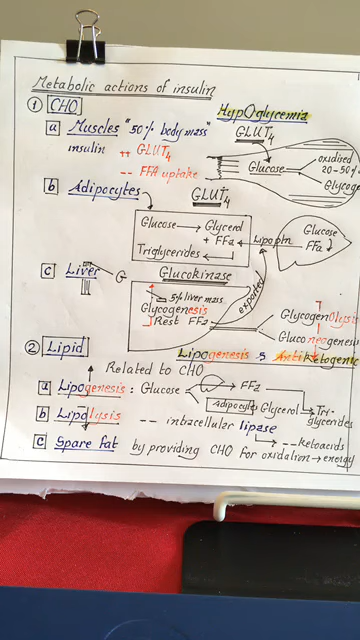 Metabolic actions of insulin
① CHO
HypOglycemia
a Muscles "50% body mass"
GLUT4
insulin ++ GLUT4
-- FFA uptake
Glucose
oxidised
20-50%
Glycoge
b Adipocytes
GLUT4
Glucose → Glycerol
+ FFa
Triglycerides
Lipoptn
Glucose
FFa
c Liver
G
Glucokinase
5% liver mass
Glycogenesis
Rest FFa
exported
GlycogenOlysis
Gluconeogenesis
② Lipid
Lipogenesis & Antiketogenic
Related to CHO
a Lipogenesis : Glucose → FFa
Adipocyte Glycerol → Tri-
glycerides
b Lipolysis -- intracellular lipase
→ -- ketoacids
c Spare fat by providing CHO for oxidation → energy